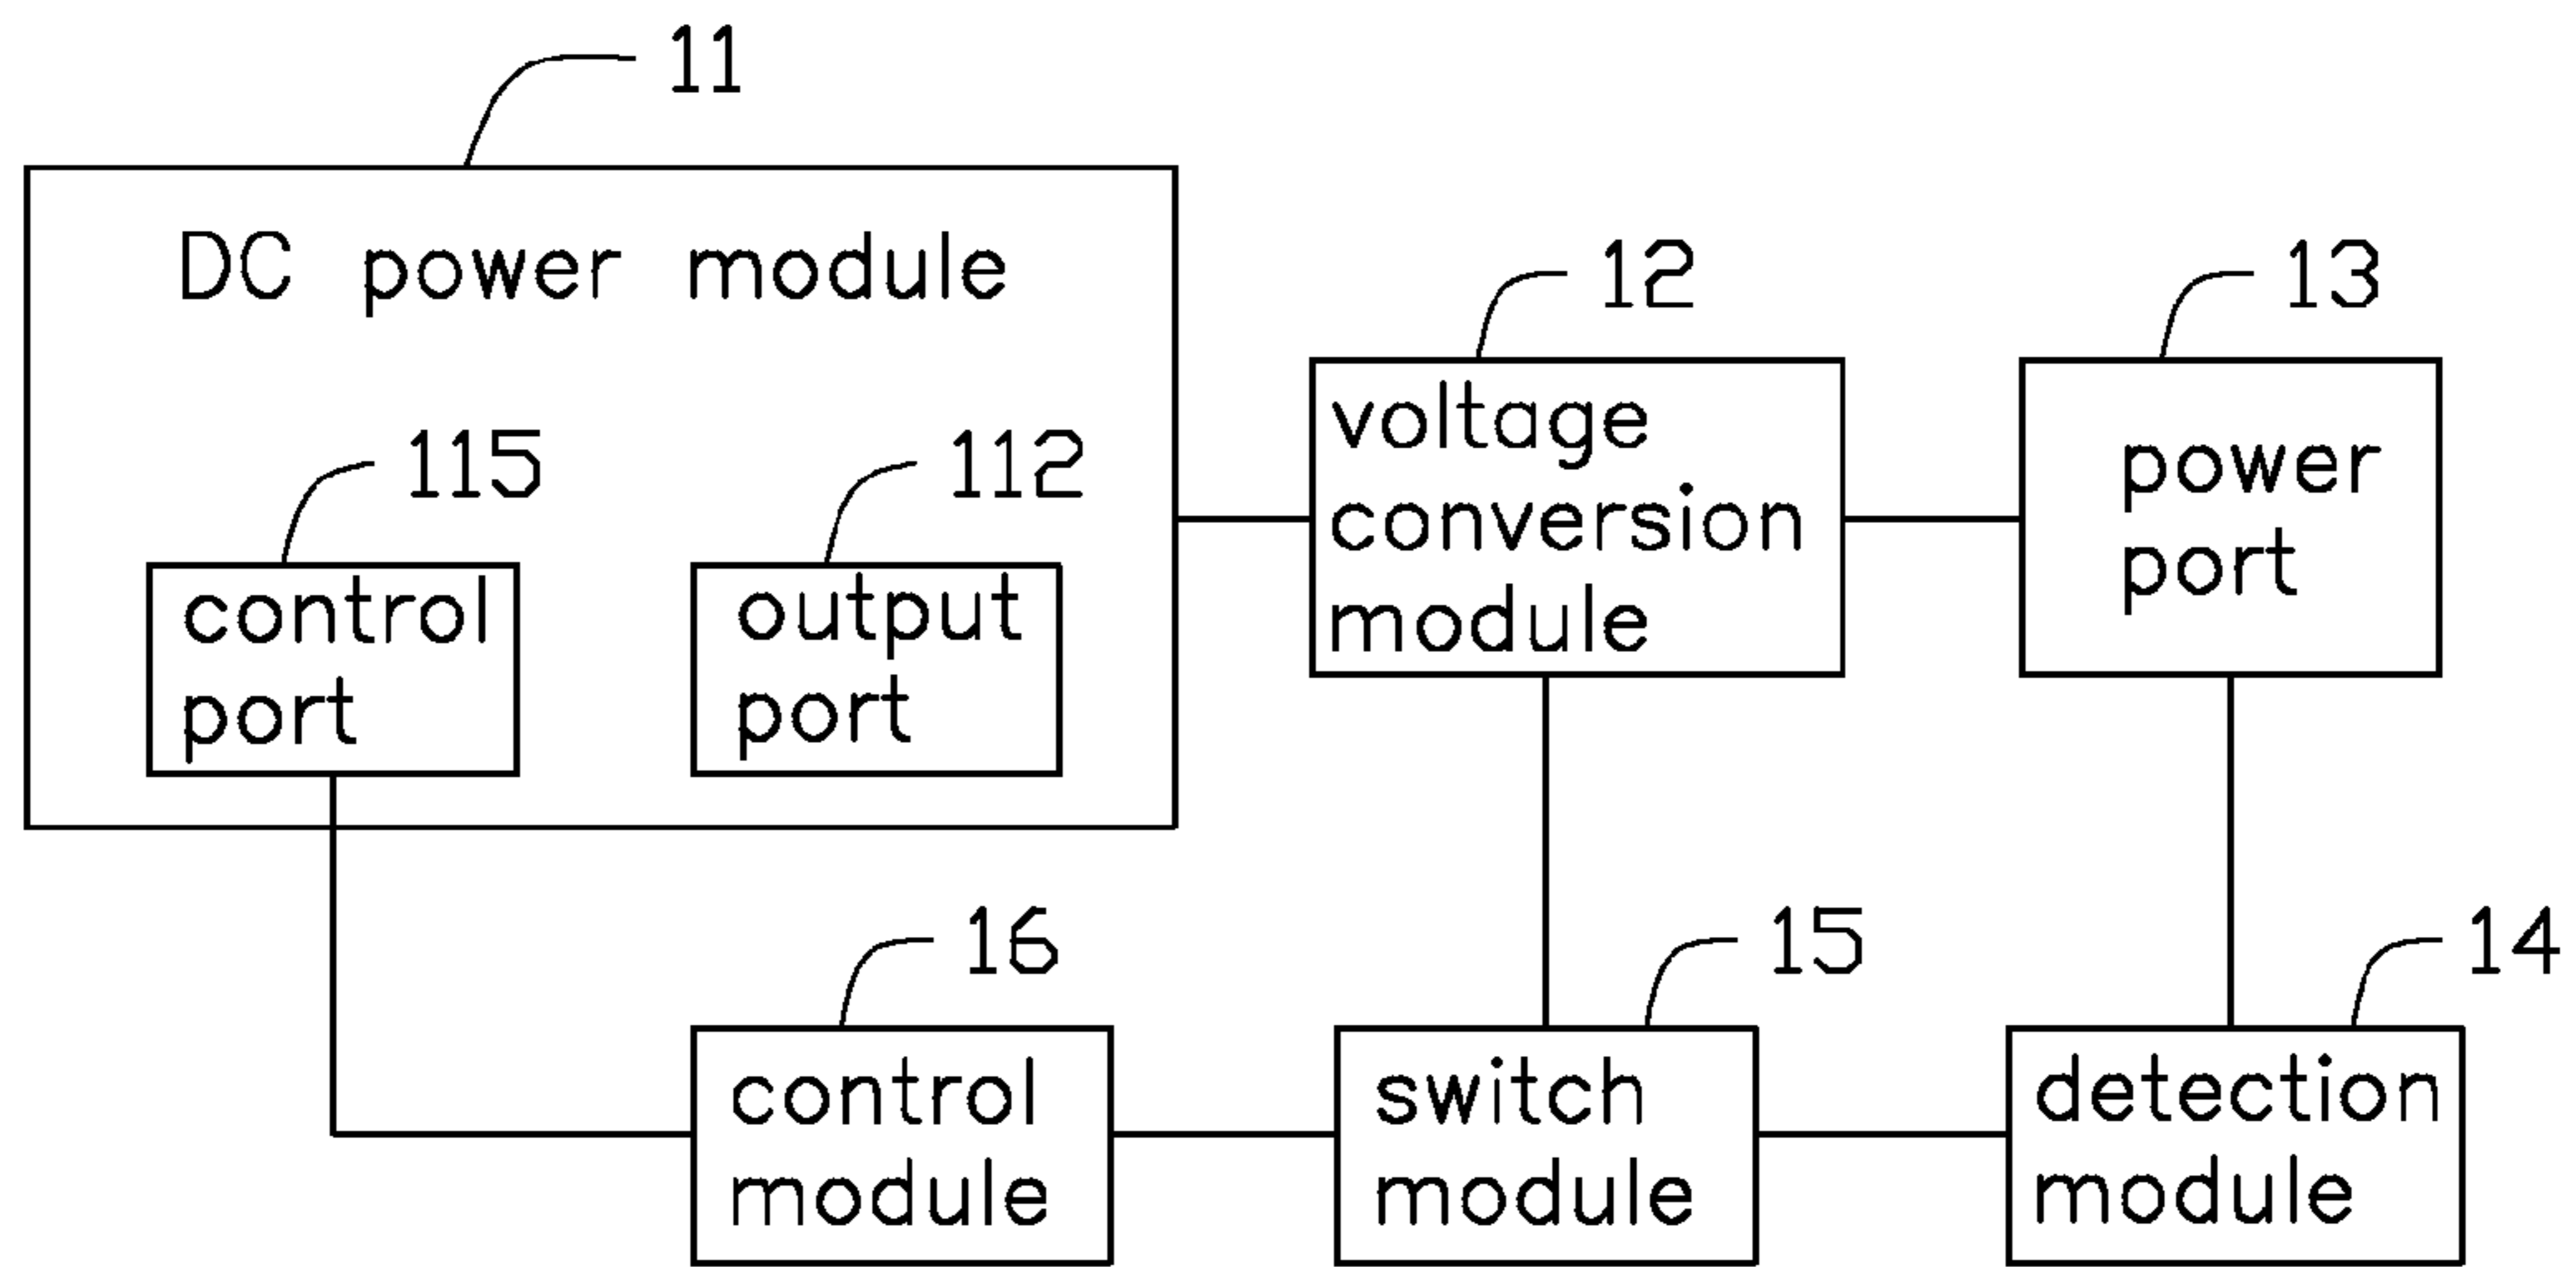 11
DC power module
12
13
115
112
voltage
conversion
module
power
port
control
port
output
port
16
15
14
control
module
switch
module
detection
module